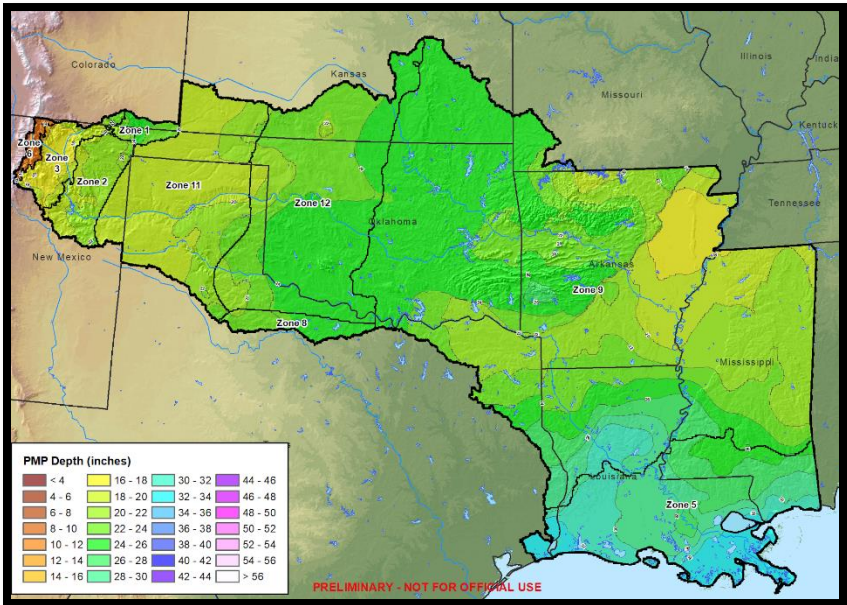 Colorado
Kansas
Illinois
India
Missouri
Kentuck
Zone 1
Zone
6
Zone
3
Zone 2
Zone 11
Zone 12
Oklahoma
Tennessee
New Mexico
Arkansas
Zone 9
Zone 8
Mississippi
PMP Depth (inches)
< 4 16 - 18 30 - 32 44 - 46
4 - 6 18 - 20 32 - 34 46 - 48
6 - 8 20 - 22 34 - 36 48 - 50
8 - 10 22 - 24 36 - 38 50 - 52
10 - 12 24 - 26 38 - 40 52 - 54
12 - 14 26 - 28 40 - 42 54 - 56
14 - 16 28 - 30 42 - 44 > 56
Louisiana
Zone 5
PRELIMINARY - NOT FOR OFFICIAL USE